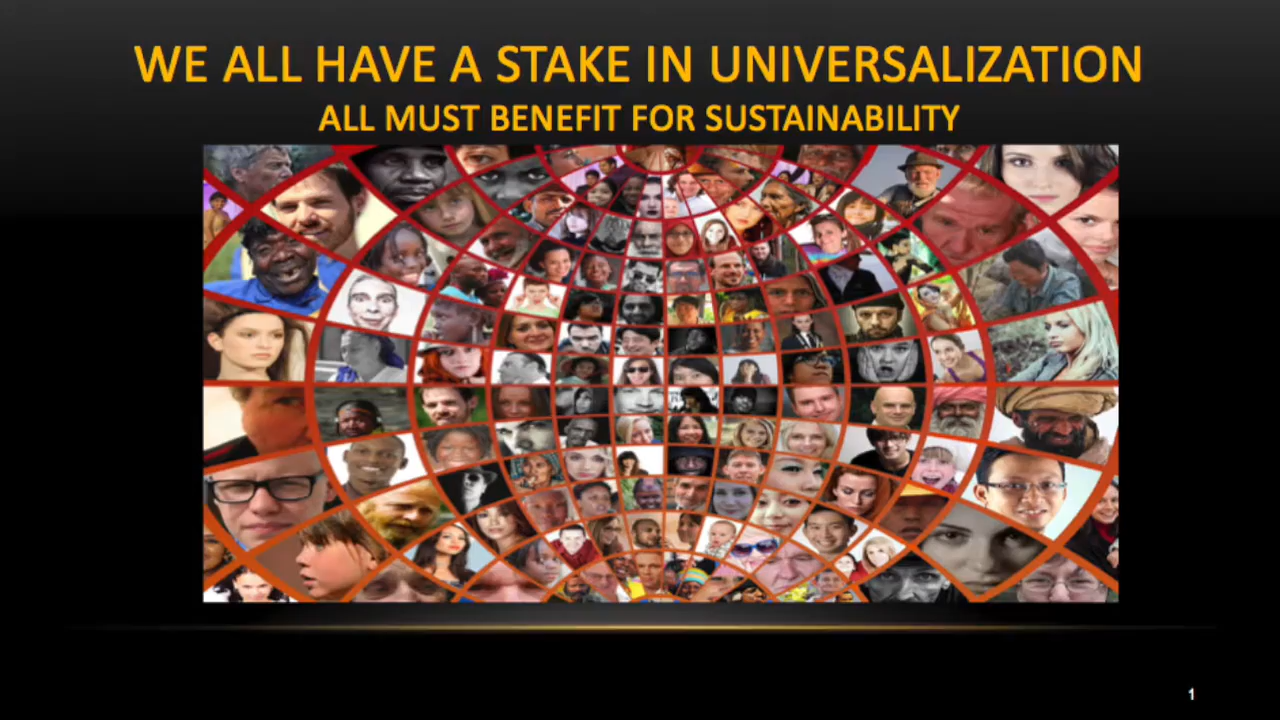 WE ALL HAVE A STAKE IN UNIVERSALIZATION
ALL MUST BENEFIT FOR SUSTAINABILITY
1